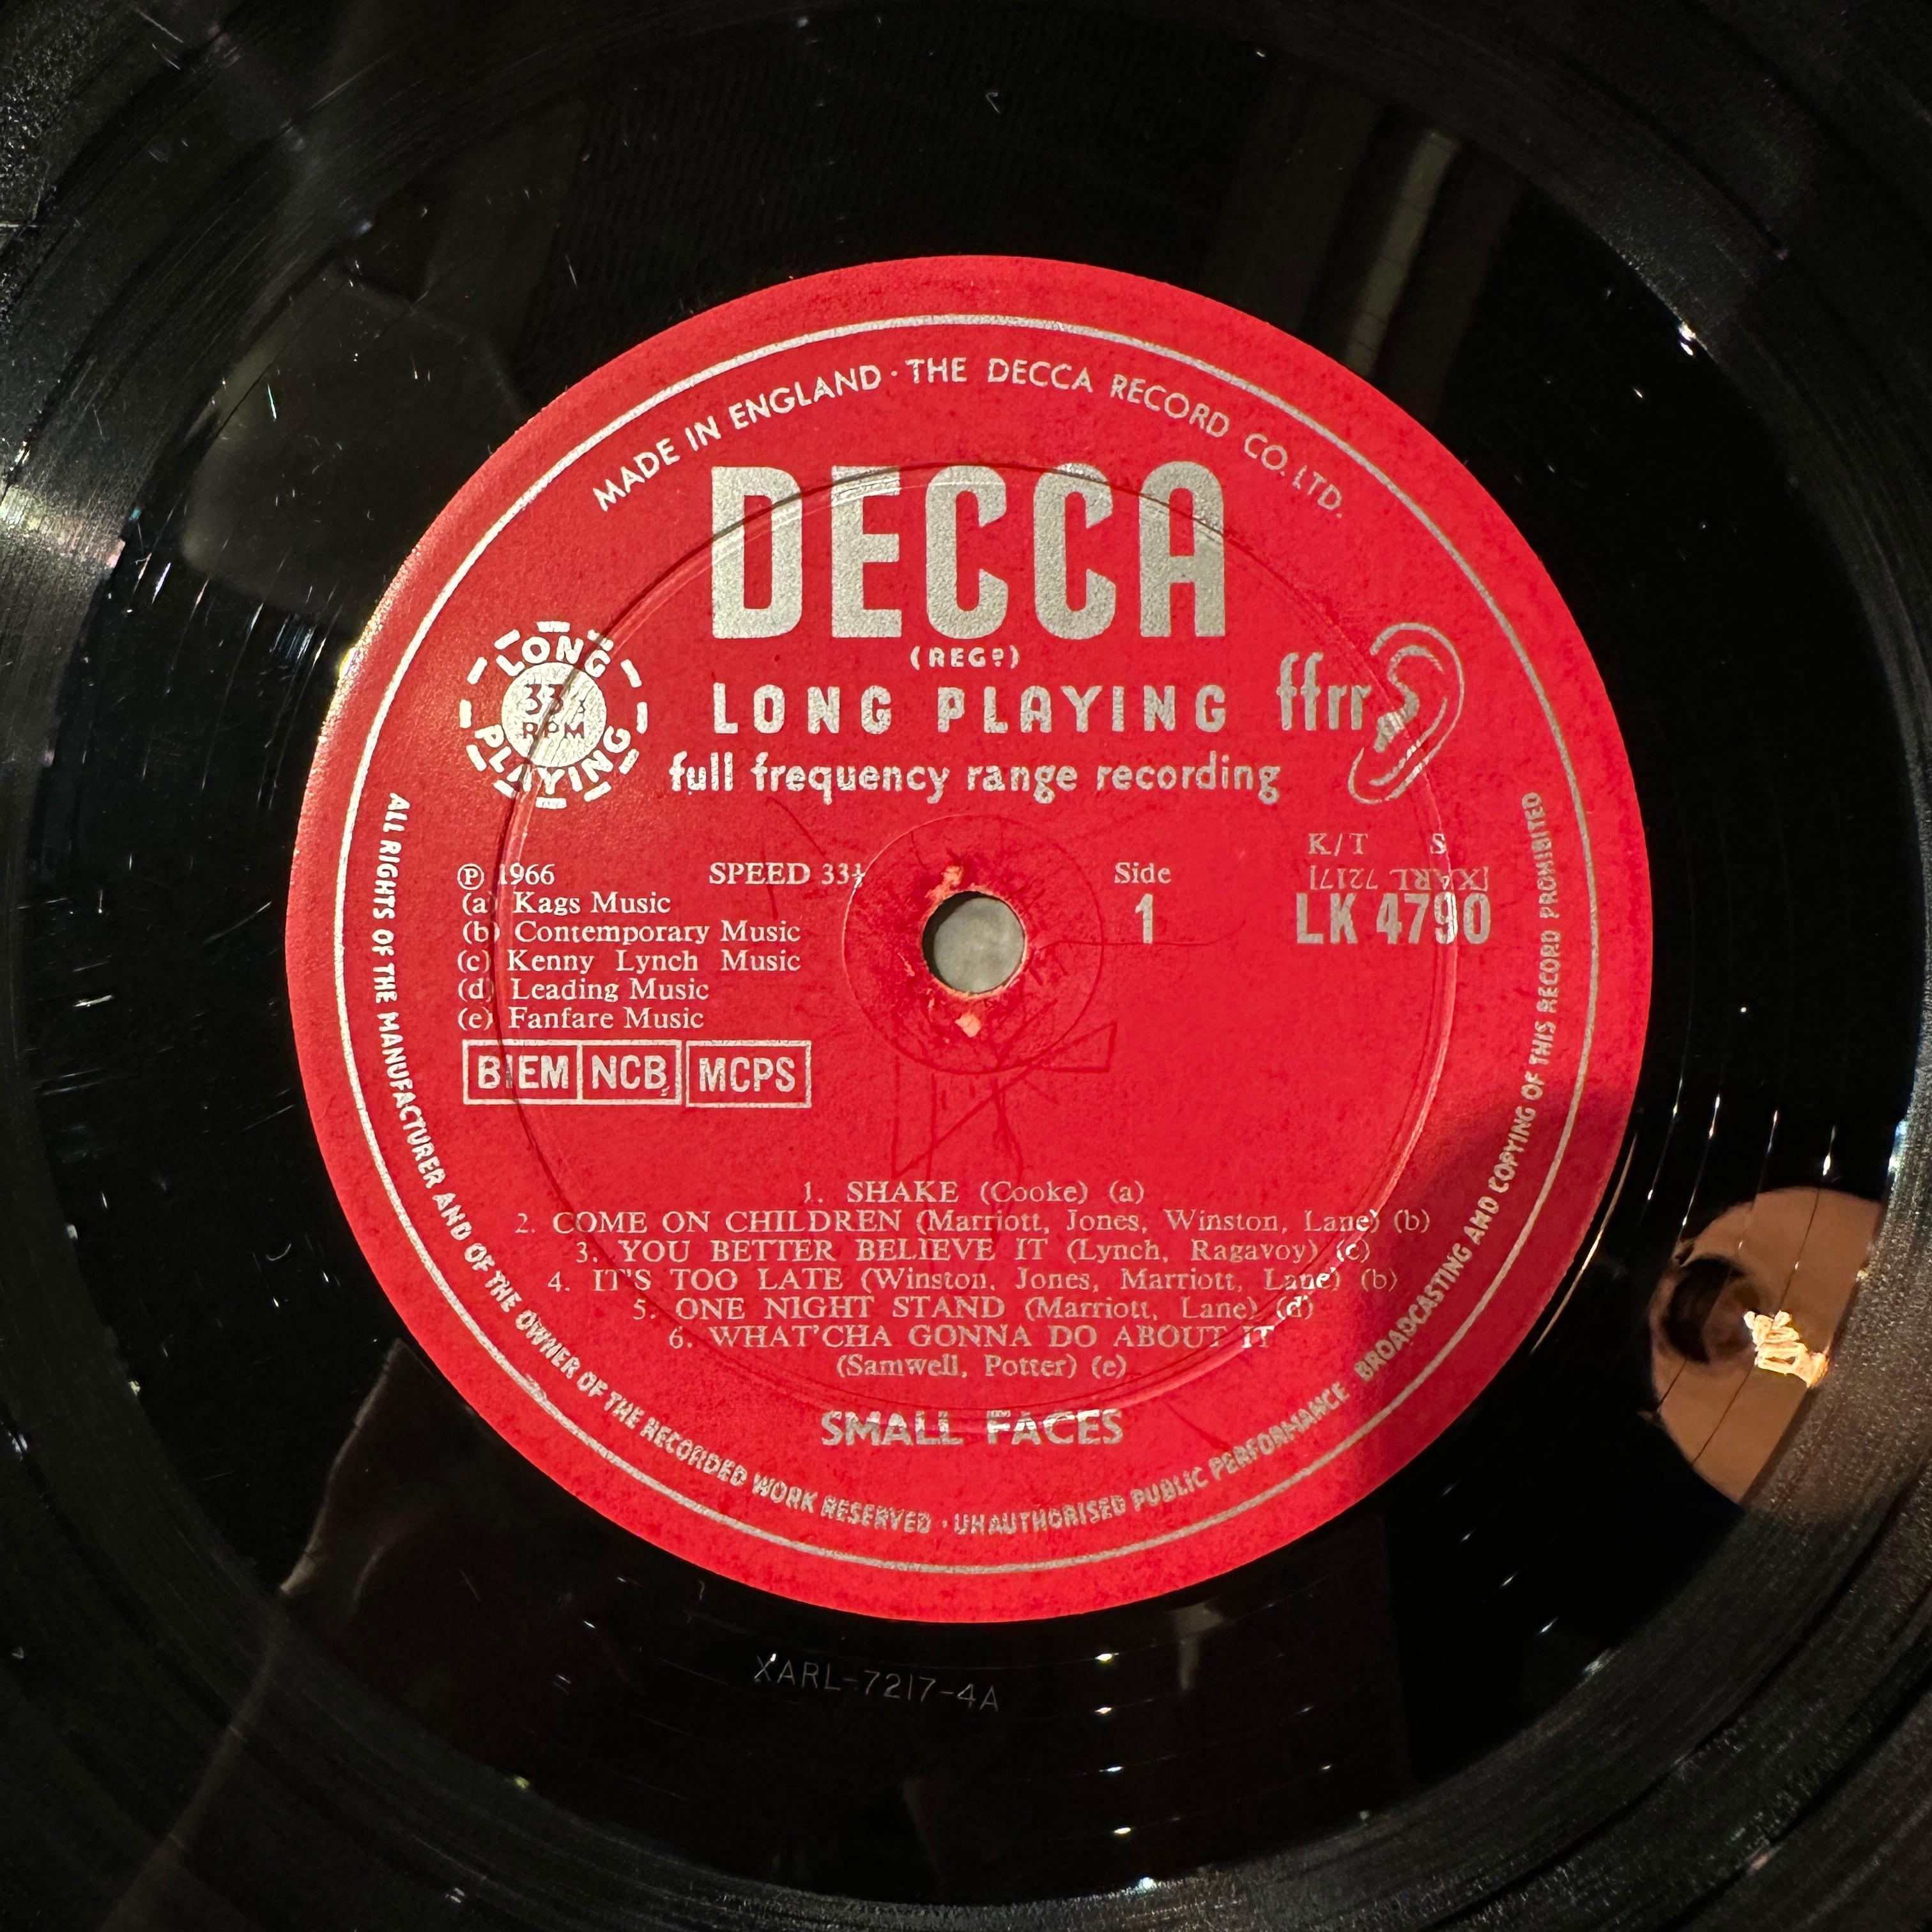 MADE IN ENGLAND · THE DECCA RECORD CO. LTD.
DECCA
(REGD)
LONG PLAYING
33⅓
RPM
LONG PLAYING
ffrr
full frequency range recording
K/T S
Ⓟ 1966 SPEED 33⅓ Side [XARL 7217]
(a) Kags Music 1 LK 4790
(b) Contemporary Music
(c) Kenny Lynch Music
(d) Leading Music
(e) Fanfare Music
BIEM NCB MCPS
1. SHAKE (Cooke) (a)
2. COME ON CHILDREN (Marriott, Jones, Winston, Lane) (b)
3. YOU BETTER BELIEVE IT (Lynch, Ragavoy) (c)
4. IT'S TOO LATE (Winston, Jones, Marriott, Lane) (b)
5. ONE NIGHT STAND (Marriott, Lane) (d)
6. WHAT'CHA GONNA DO ABOUT IT
(Samwell, Potter) (e)
SMALL FACES
ALL RIGHTS OF THE MANUFACTURER AND OF THE OWNER OF THE RECORDED WORK RESERVED · UNAUTHORISED PUBLIC PERFORMANCE BROADCASTING AND COPYING OF THIS RECORD PROHIBITED
XARL-7217-4A